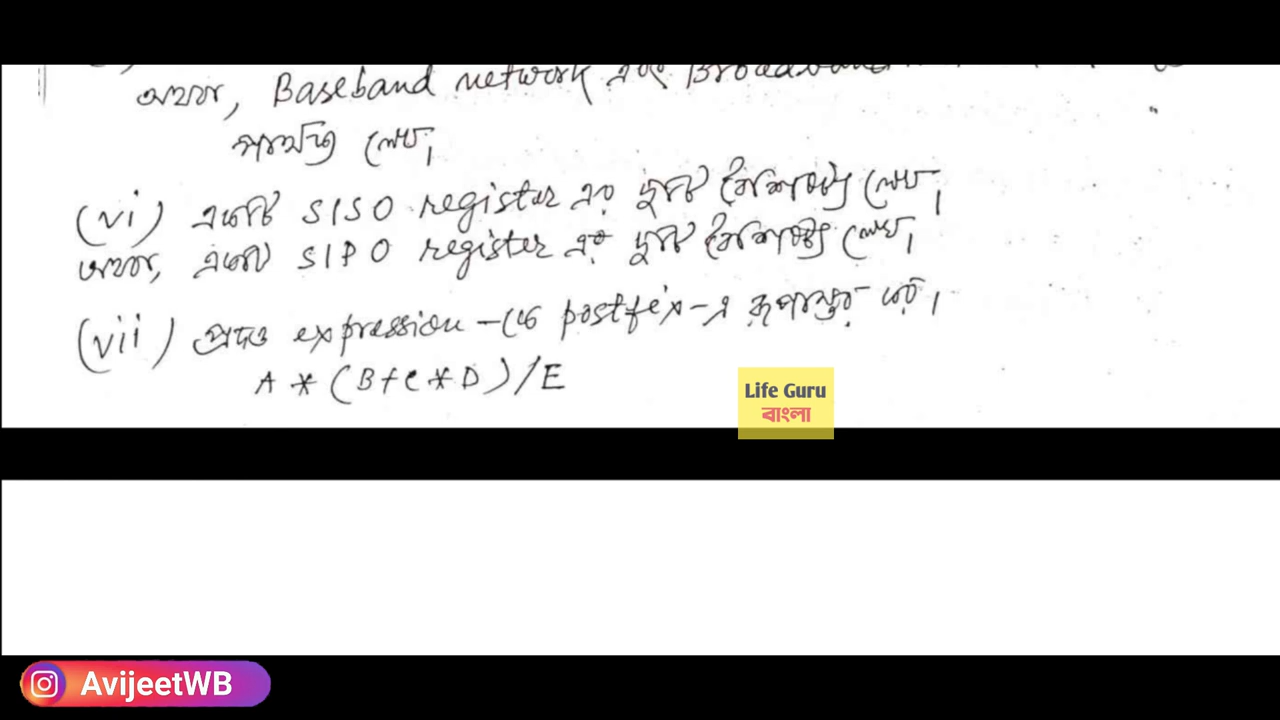 অথবা, Baseband network এবং Broadband
পার্থক্য লেখ।
(vi) একটি SISO register এর দুটি বৈশিষ্ট্য লেখ।
অথবা, একটি SIPO register এর দুটি বৈশিষ্ট্য লেখ।
(vii) প্রদত্ত expression-কে postfix-এ রূপান্তর কর।
A * (B+C*D)/E
Life Guru
বাংলা
AvijeetWB